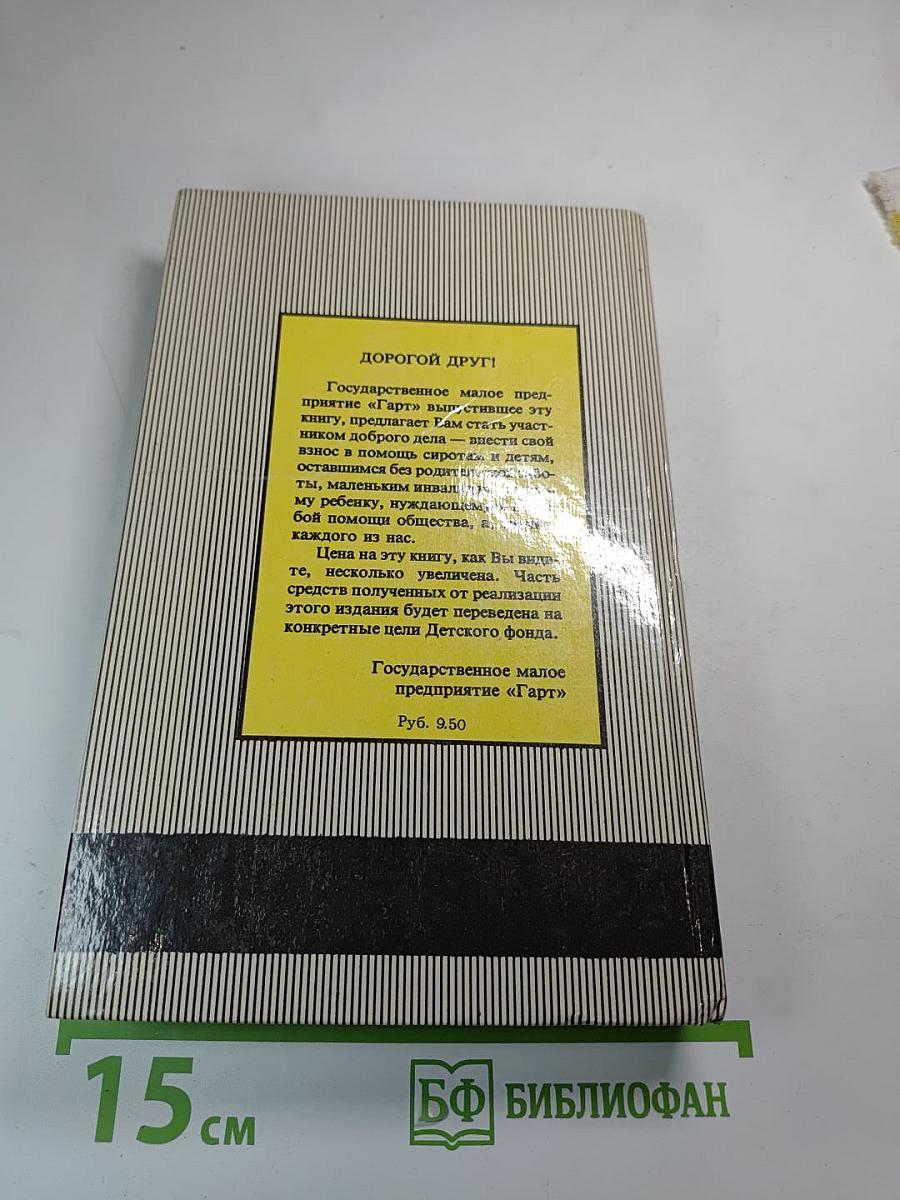 ДОРОГОЙ ДРУГ!
Государственное малое пред-
приятие «Гарт» выпустившее эту
книгу, предлагает Вам стать участ-
ником доброго дела — внести свой
взнос в помощь сиротам и детям,
оставшимся без
ты, маленьким
му ребенку,
бой помощи общества,
каждого из нас.
Цена на эту книгу, как Вы види-
те, несколько увеличена. Часть
средств полученных от реализации
этого издания будет переведена на
конкретные цели Детского фонда.
Государственное малое
предприятие «Гарт»
Руб. 9.50
15 см
БФ БИБЛИОФАН